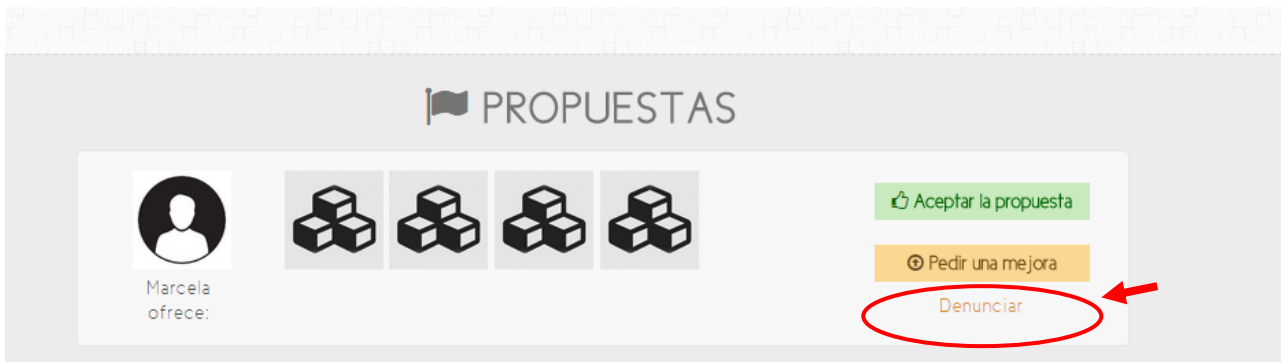 PROPUESTAS
Marcela
ofrece:
Aceptar la propuesta
Pedir una mejora
Denunciar